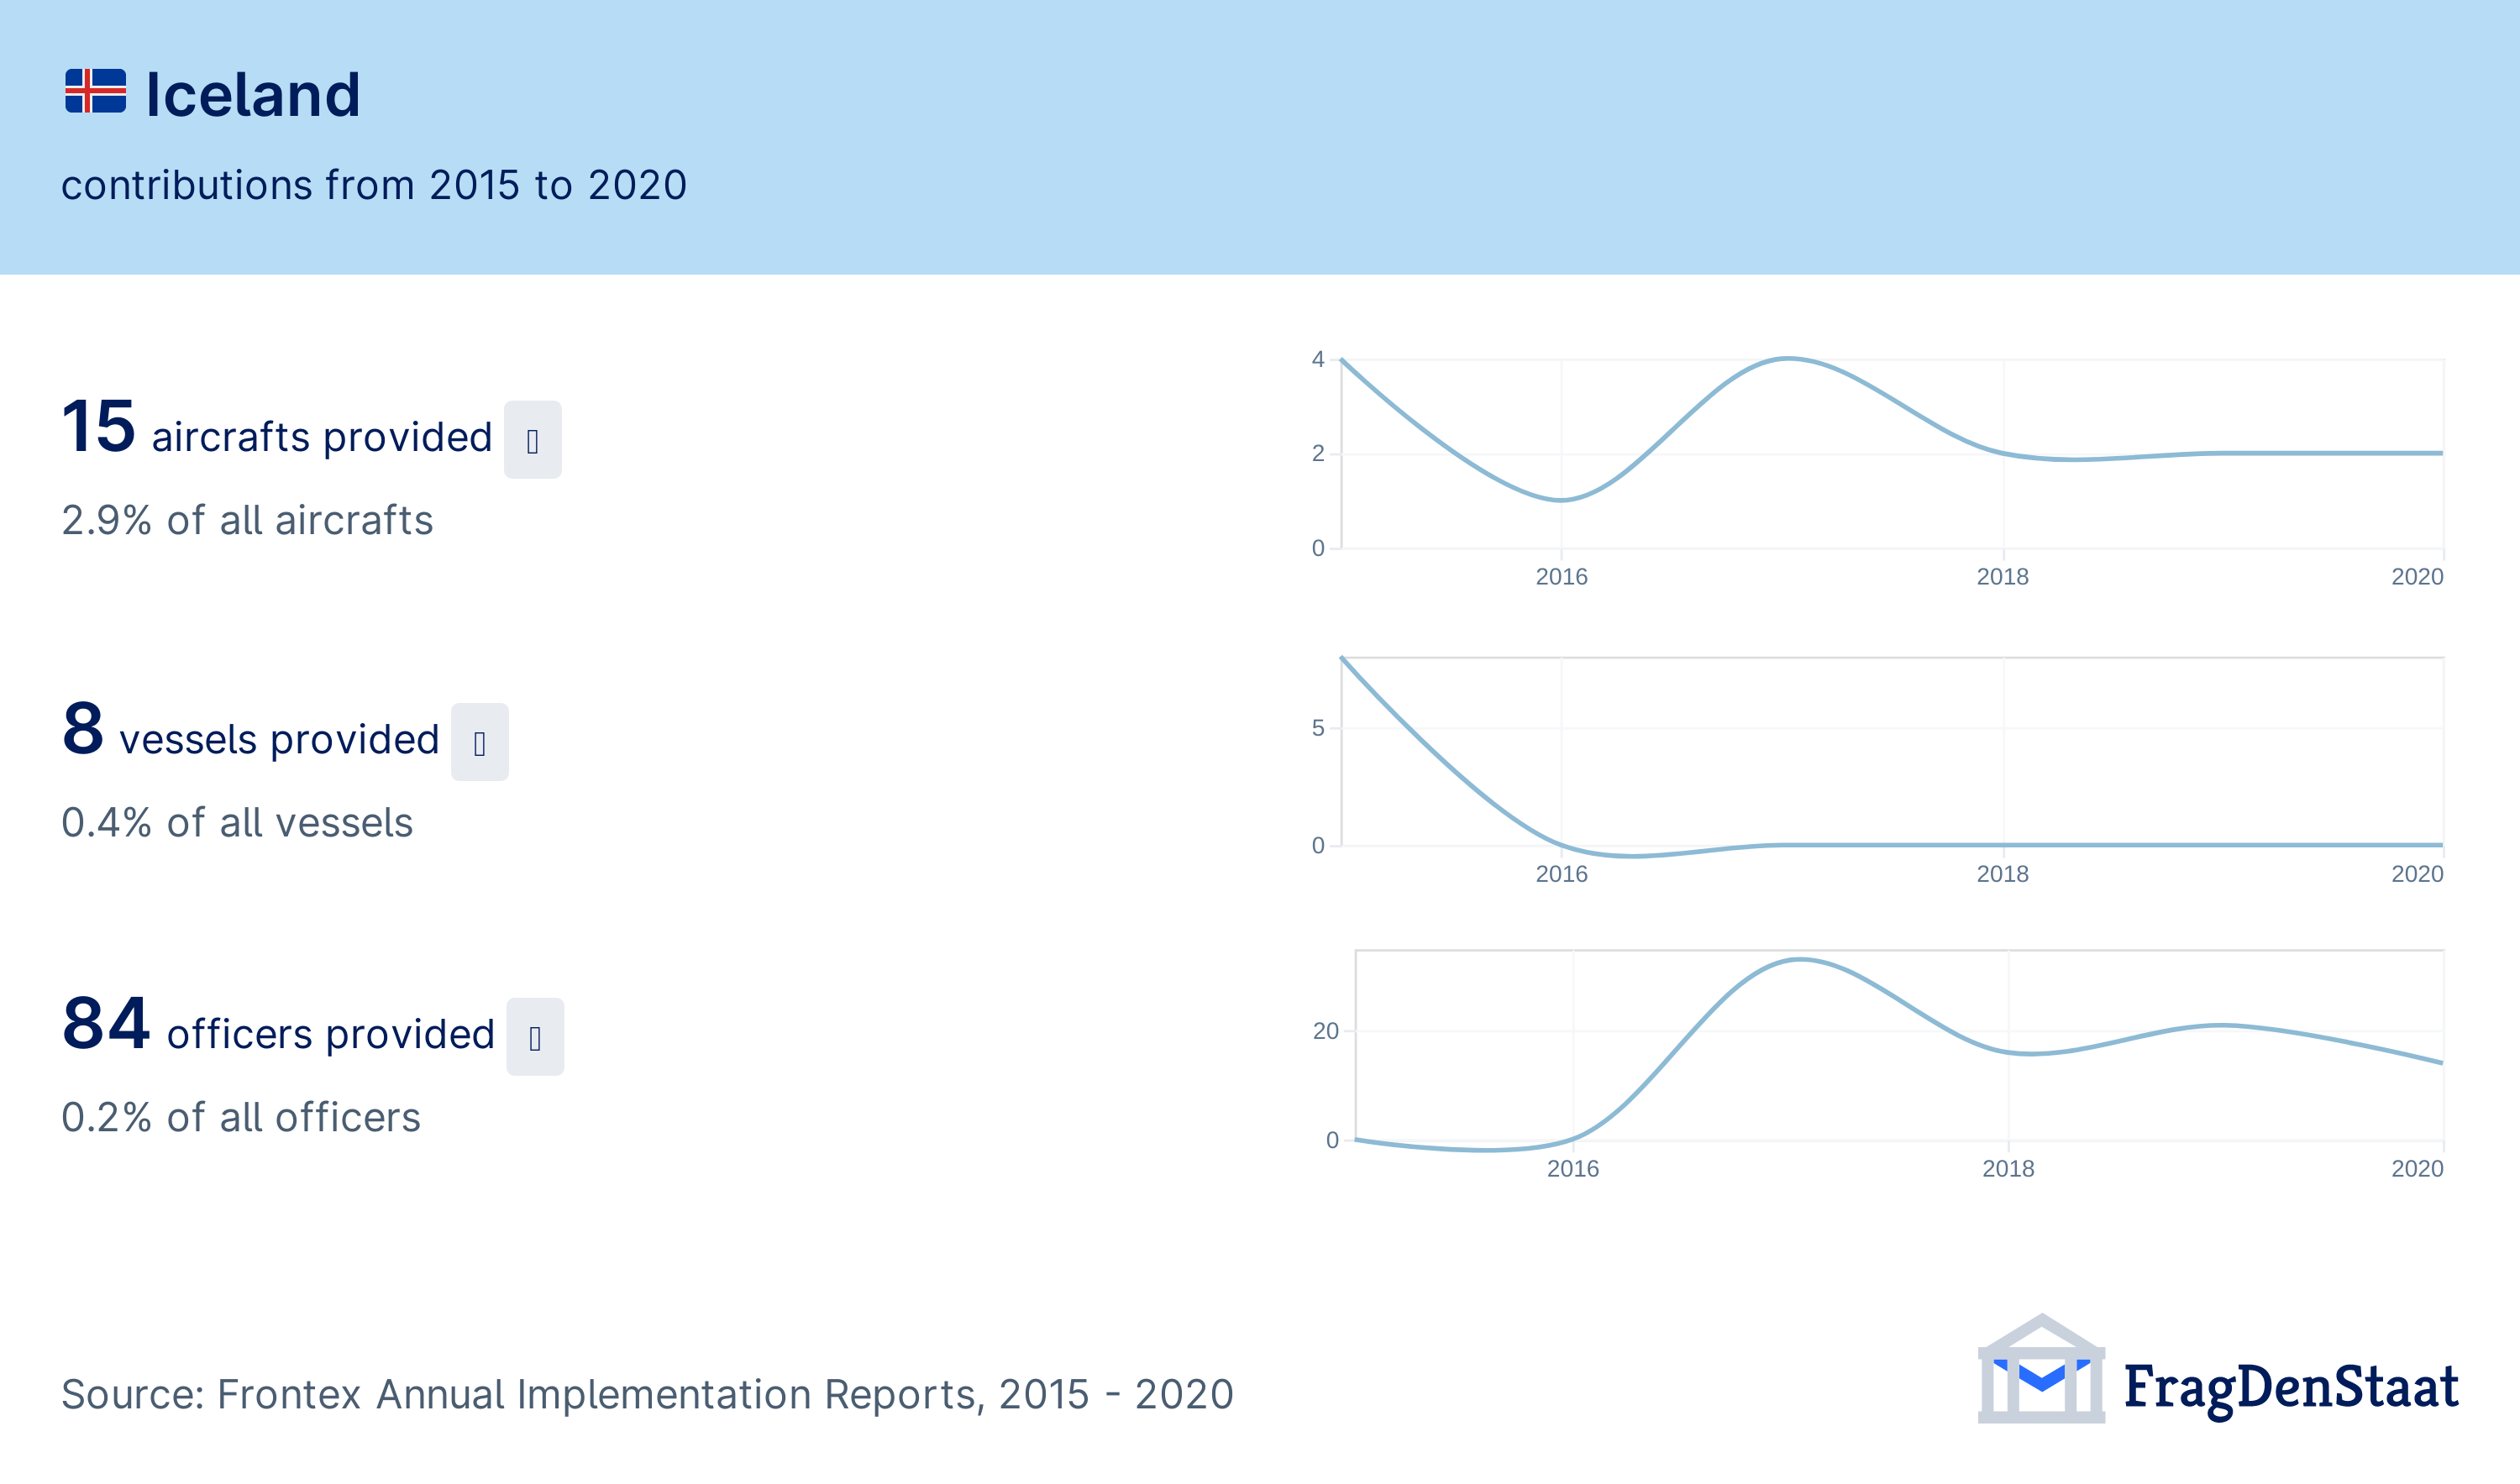 Iceland
contributions from 2015 to 2020
15 aircrafts provided
2.9% of all aircrafts
4
2
0
2016 2018 2020
8 vessels provided
0.4% of all vessels
5
0
2016 2018 2020
84 officers provided
0.2% of all officers
20
0
2016 2018 2020
Source: Frontex Annual Implementation Reports, 2015 - 2020
FragDenStaat